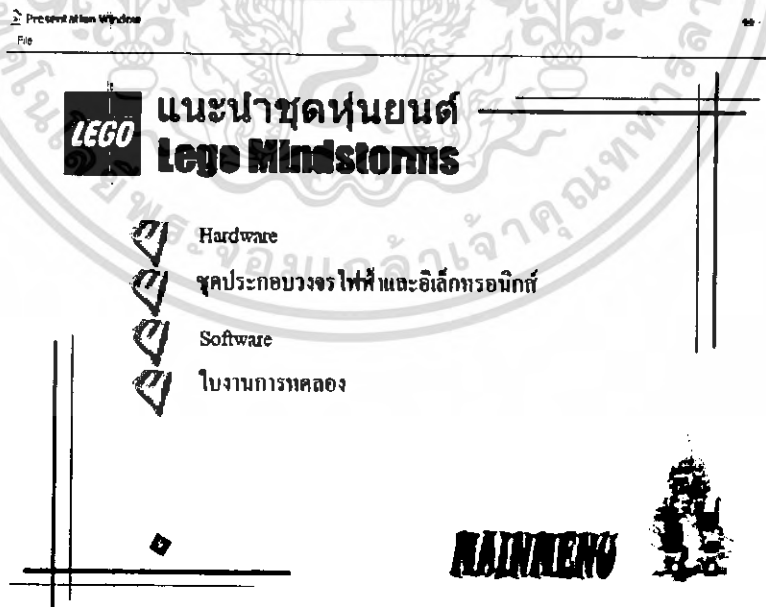 Presentation Window
File
LEGO
แนะนำชุดหุ่นยนต์
Lego Mindstorms
Hardware
ชุดประกอบวงจรไฟฟ้าและอิเล็กทรอนิกส์
Software
ใบงานการทดลอง
MAINMENU